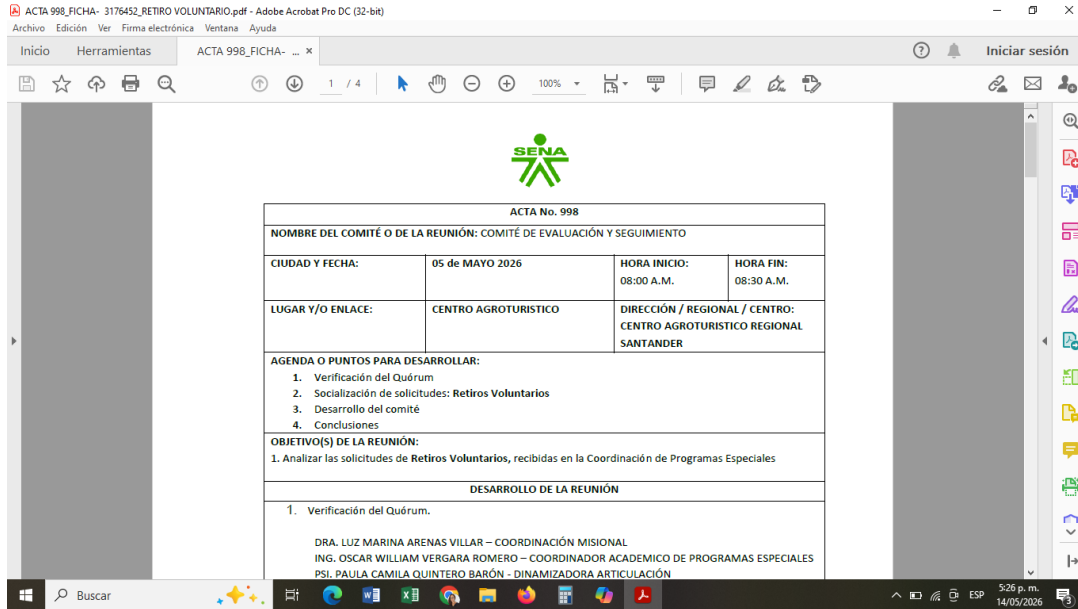 ACTA 998_FICHA- 3176452_RETIRO VOLUNTARIO.pdf - Adobe Acrobat Pro DC (32-bit)
Archivo Edición Ver Firma electrónica Ventana Ayuda
Inicio Herramientas ACTA 998_FICHA- ... × Iniciar sesión
1 / 4 100%
SENA
ACTA No. 998
NOMBRE DEL COMITÉ O DE LA REUNIÓN: COMITÉ DE EVALUACIÓN Y SEGUIMIENTO
CIUDAD Y FECHA: 05 de MAYO 2026 HORA INICIO: HORA FIN:
08:00 A.M. 08:30 A.M.
LUGAR Y/O ENLACE: CENTRO AGROTURISTICO DIRECCIÓN / REGIONAL / CENTRO:
CENTRO AGROTURISTICO REGIONAL
SANTANDER
AGENDA O PUNTOS PARA DESARROLLAR:
1. Verificación del Quórum
2. Socialización de solicitudes: Retiros Voluntarios
3. Desarrollo del comité
4. Conclusiones
OBJETIVO(S) DE LA REUNIÓN:
1. Analizar las solicitudes de Retiros Voluntarios, recibidas en la Coordinación de Programas Especiales
DESARROLLO DE LA REUNIÓN
1. Verificación del Quórum.
DRA. LUZ MARINA ARENAS VILLAR – COORDINACIÓN MISIONAL
ING. OSCAR WILLIAM VERGARA ROMERO – COORDINADOR ACADEMICO DE PROGRAMAS ESPECIALES
PSI. PAULA CAMILA QUINTERO BARÓN - DINAMIZADORA ARTICULACIÓN
Buscar ESP 5:26 p. m.
14/05/2026 3